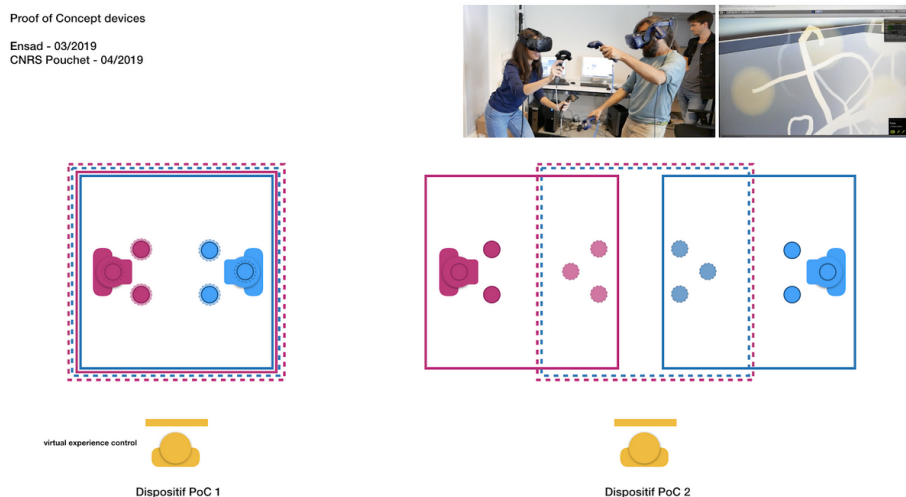 Proof of Concept devices
Ensad - 03/2019
CNRS Pouchet - 04/2019
virtual experience control
Dispositif PoC 1
Dispositif PoC 2